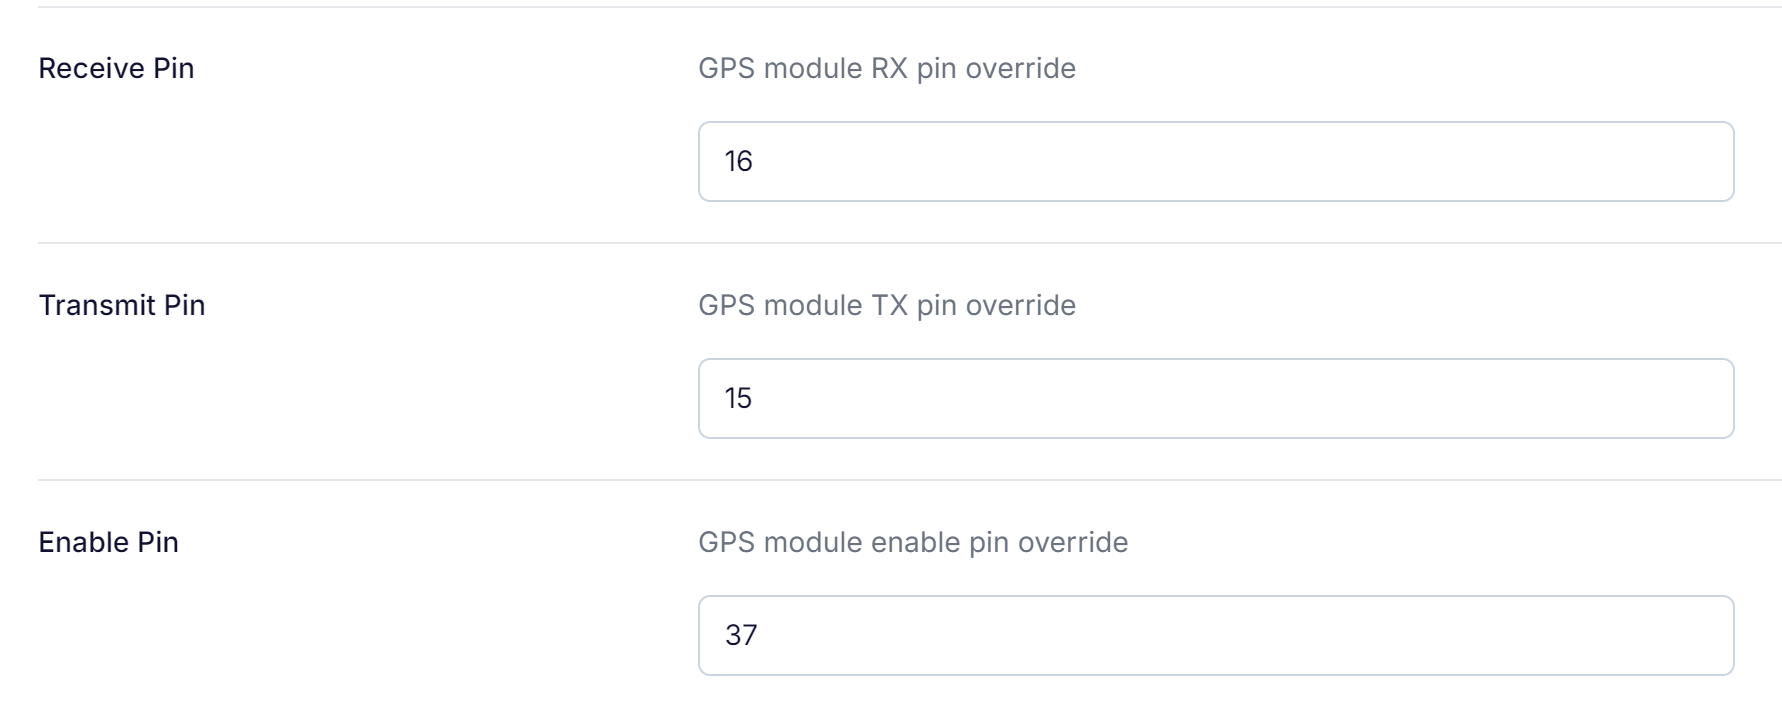 Receive Pin
GPS module RX pin override
16
Transmit Pin
GPS module TX pin override
15
Enable Pin
GPS module enable pin override
37